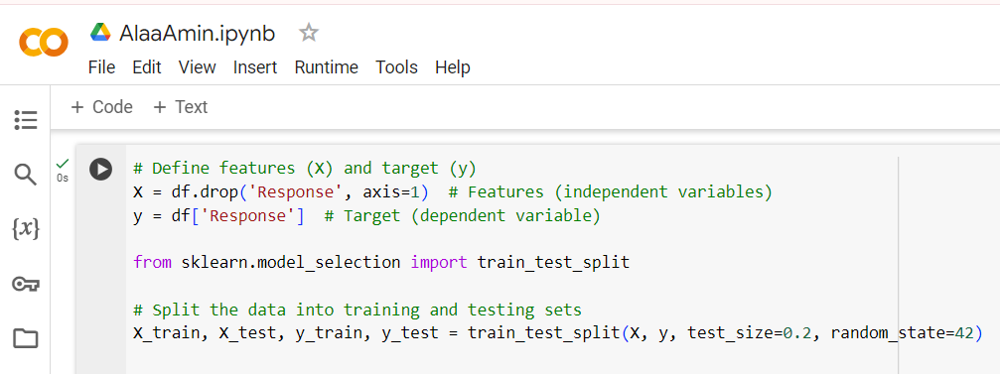 AlaaAmin.ipynb
File Edit View Insert Runtime Tools Help
+ Code + Text
{x}
0s
# Define features (X) and target (y)
X = df.drop('Response', axis=1)  # Features (independent variables)
y = df['Response']  # Target (dependent variable)
from sklearn.model_selection import train_test_split
# Split the data into training and testing sets
X_train, X_test, y_train, y_test = train_test_split(X, y, test_size=0.2, random_state=42)